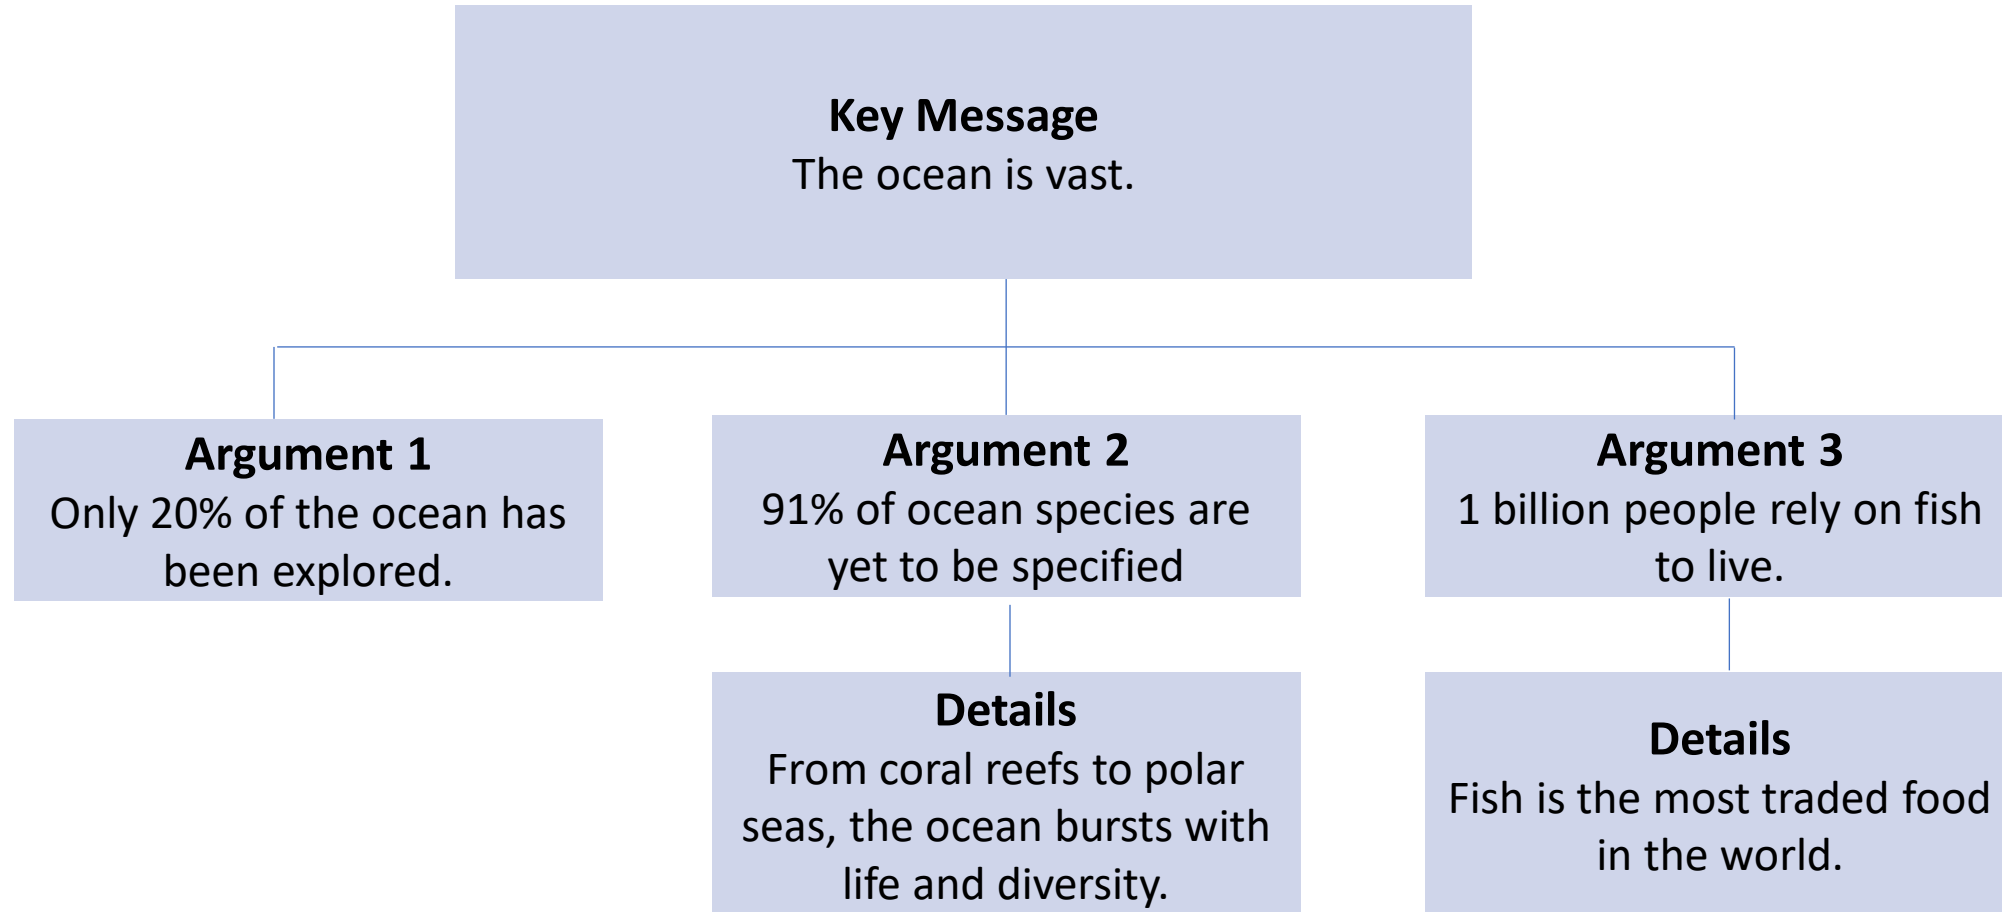 Key Message
The ocean is vast.
Argument 1
Only 20% of the ocean has
been explored.
Argument 2
91% of ocean species are
yet to be specified
Argument 3
1 billion people rely on fish
to live.
Details
From coral reefs to polar
seas, the ocean bursts with
life and diversity.
Details
Fish is the most traded food
in the world.